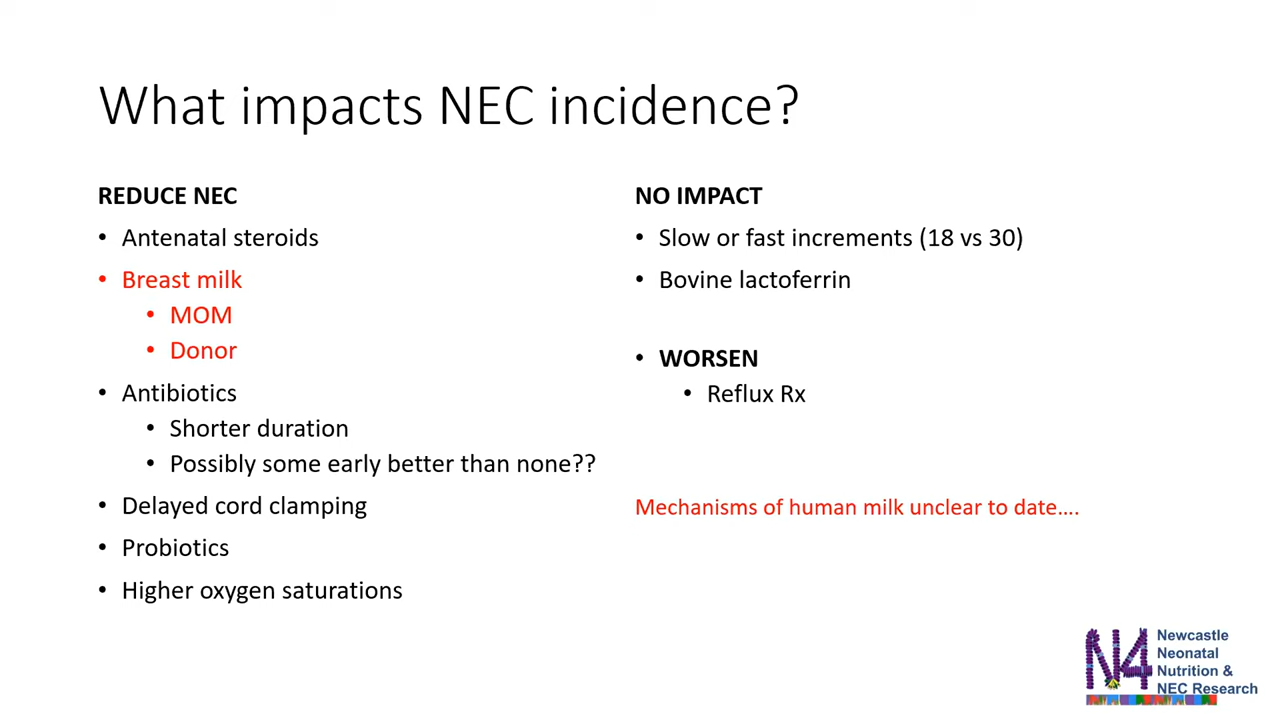 What impacts NEC incidence?
REDUCE NEC
• Antenatal steroids
• Breast milk
• MOM
• Donor
• Antibiotics
• Shorter duration
• Possibly some early better than none??
• Delayed cord clamping
• Probiotics
• Higher oxygen saturations
NO IMPACT
• Slow or fast increments (18 vs 30)
• Bovine lactoferrin
• WORSEN
• Reflux Rx
Mechanisms of human milk unclear to date….
N4
Newcastle
Neonatal
Nutrition &
NEC Research